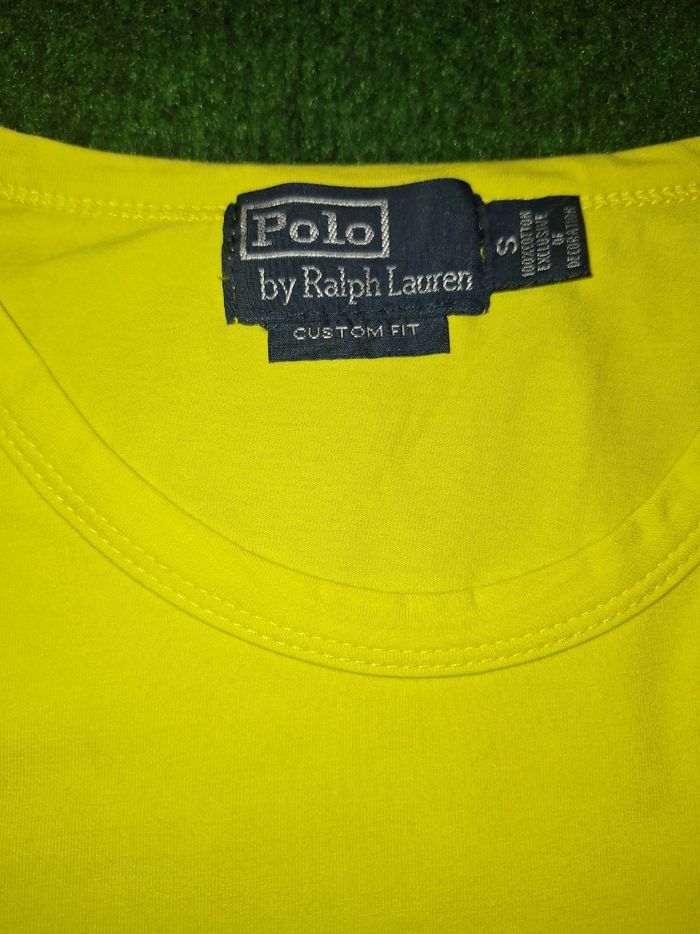 Polo
by Ralph Lauren
CUSTOM FIT
S
100% COTTON
EXCLUSIVE
OF
DECORATION